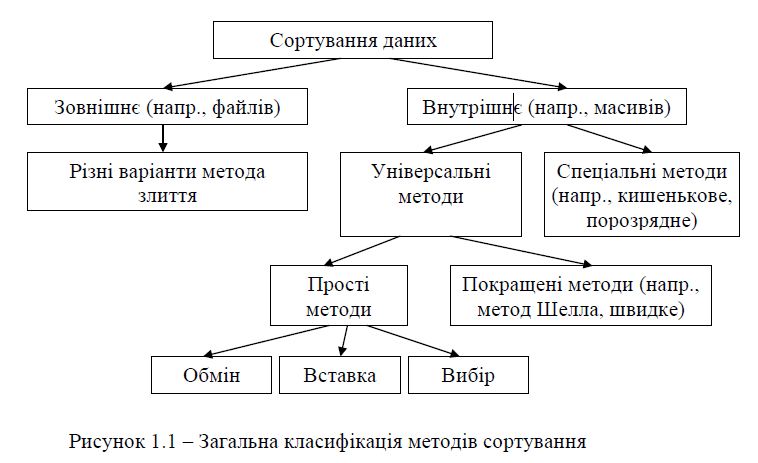 Сортування даних
Зовнішнє (напр., файлів)
Внутрішнє (напр., масивів)
Різні варіанти метода
злиття
Універсальні
методи
Спеціальні методи
(напр., кишенькове,
порозрядне)
Прості
методи
Покращені методи (напр.,
метод Шелла, швидке)
Обмін
Вставка
Вибір
Рисунок 1.1 – Загальна класифікація методів сортування